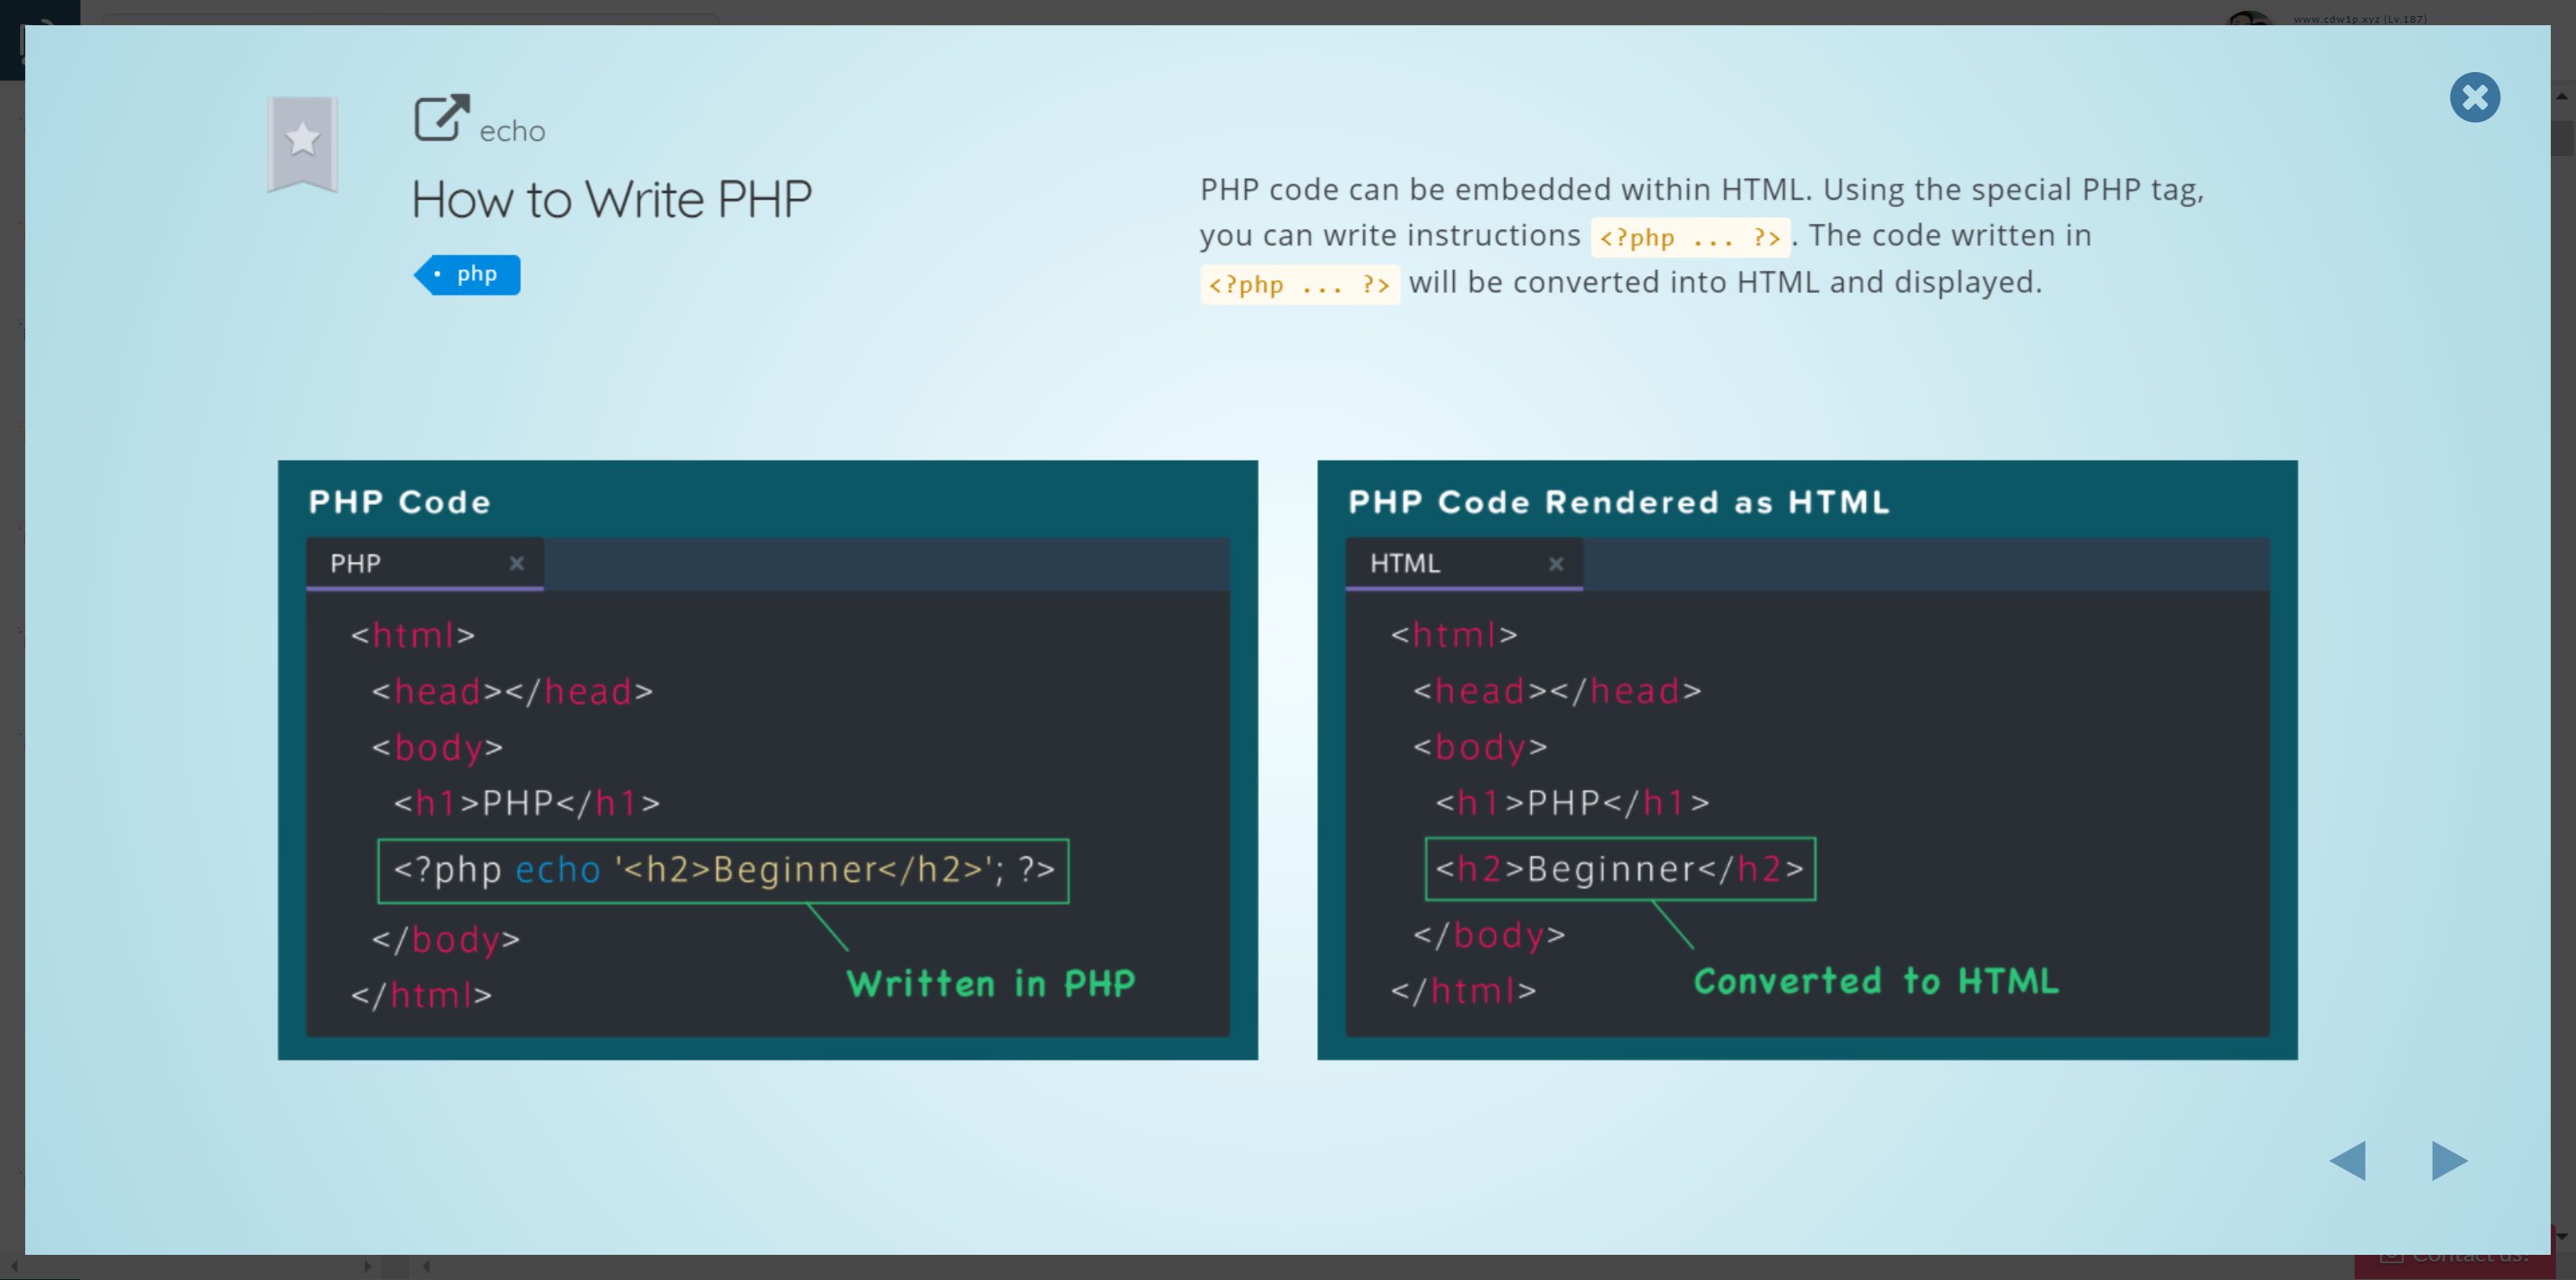 www.cdw1p.xyz (Lv.187)
echo
How to Write PHP
php
PHP code can be embedded within HTML. Using the special PHP tag,
you can write instructions <?php ... ?>. The code written in
<?php ... ?> will be converted into HTML and displayed.
PHP Code
PHP
<html>
<head></head>
<body>
<h1>PHP</h1>
<?php echo '<h2>Beginner</h2>'; ?>
</body>
Written in PHP
</html>
PHP Code Rendered as HTML
HTML
<html>
<head></head>
<body>
<h1>PHP</h1>
<h2>Beginner</h2>
</body>
Converted to HTML
</html>
Contact us!